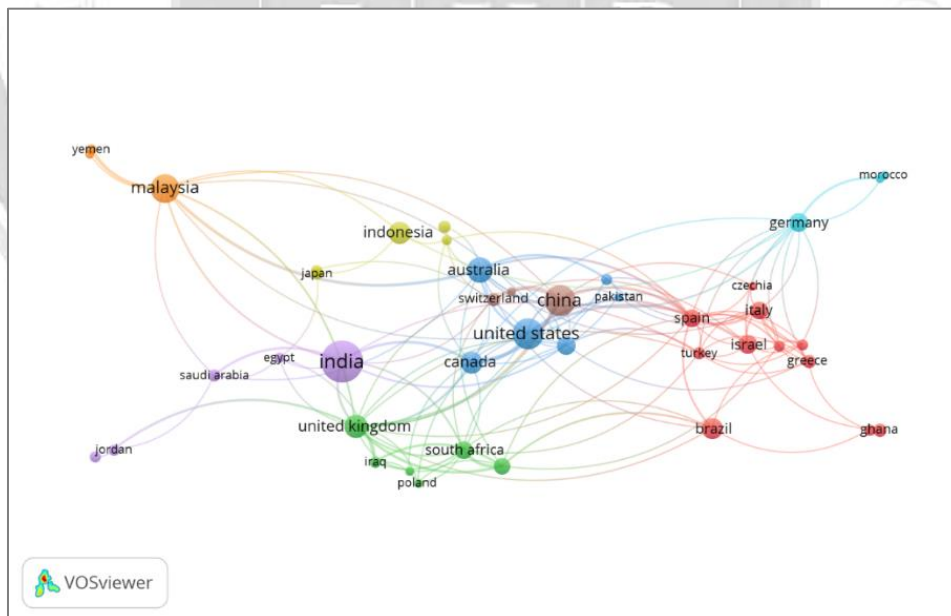 yemen
malaysia
morocco
germany
indonesia
japan
australia
switzerland
china
pakistan
czechia
italy
spain
united states
israel
turkey
greece
egypt
india
canada
saudi arabia
united kingdom
brazil
ghana
jordan
south africa
iraq
poland
VOSviewer